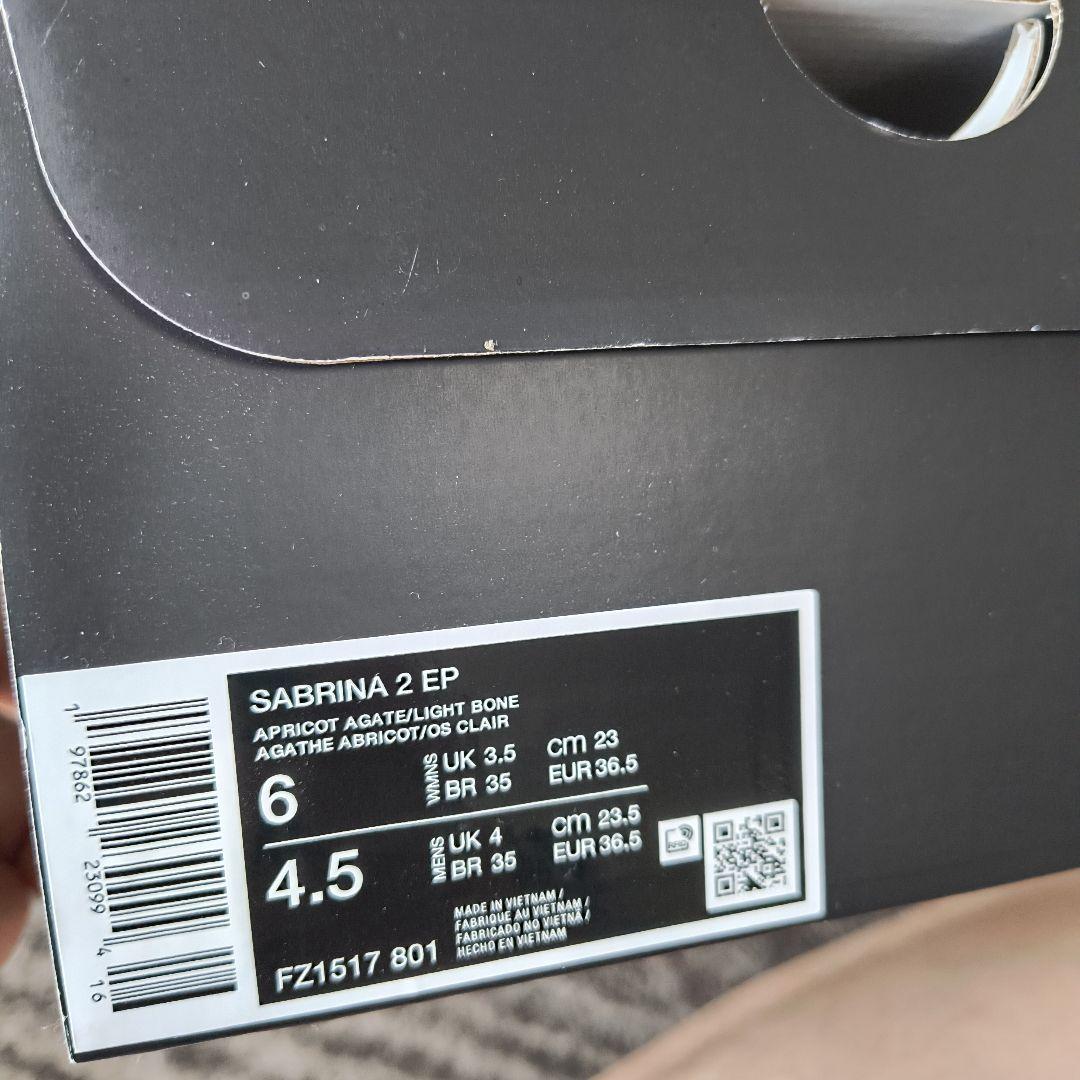 SABRINA 2 EP
APRICOT AGATE/LIGHT BONE
AGATHE ABRICOT/OS CLAIR
6 WMNS UK 3.5 cm 23
BR 35 EUR 36.5
4.5 MENS UK 4 cm 23.5
BR 35 EUR 36.5
RFID
MADE IN VIETNAM /
FABRIQUE AU VIETNAM /
FABRICADO NO VIETNA /
HECHO EN VIETNAM
FZ1517 801
1 97862 23099 4 16